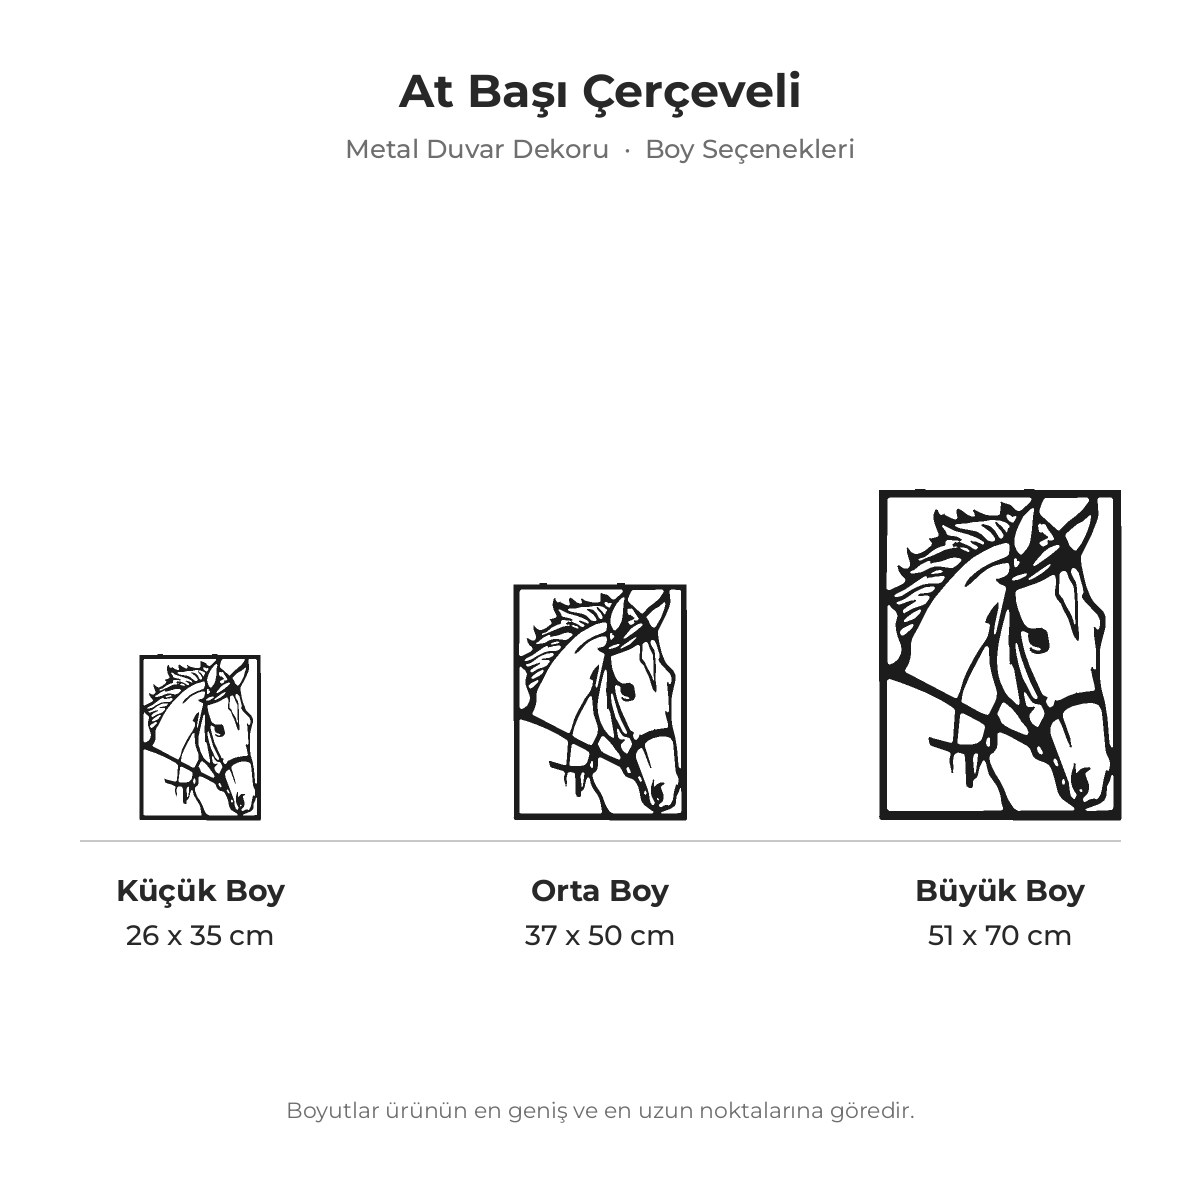 At Başı Çerçeveli
Metal Duvar Dekoru · Boy Seçenekleri
Küçük Boy
26 x 35 cm
Orta Boy
37 x 50 cm
Büyük Boy
51 x 70 cm
Boyutlar ürünün en geniş ve en uzun noktalarına göredir.